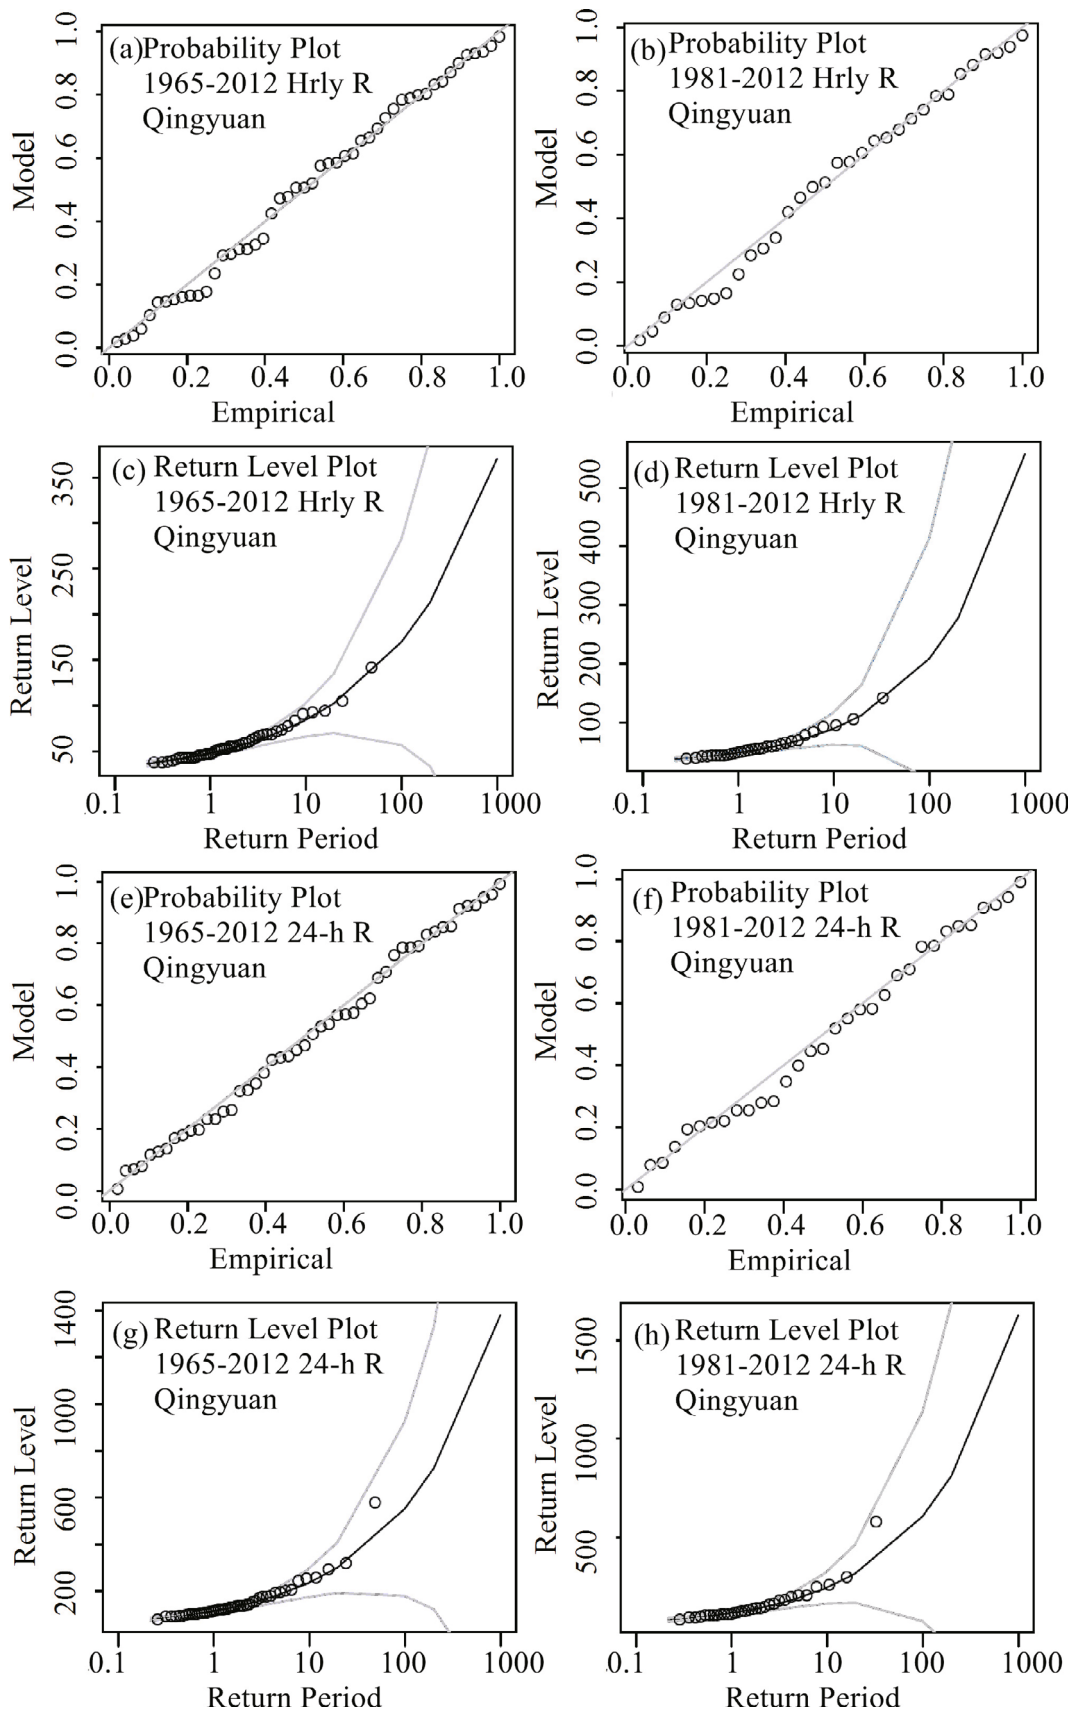 (a)Probability Plot
1965-2012 Hrly R
Qingyuan
Model
0.0 0.2 0.4 0.6 0.8 1.0
0.0 0.2 0.4 0.6 0.8 1.0
Empirical
(b) Probability Plot
1981-2012 Hrly R
Qingyuan
Model
0.0 0.2 0.4 0.6 0.8 1.0
0.0 0.2 0.4 0.6 0.8 1.0
Empirical
(c) Return Level Plot
1965-2012 Hrly R
Qingyuan
Return Level
50 150 250 350
0.1 1 10 100 1000
Return Period
(d) Return Level Plot
1981-2012 Hrly R
Qingyuan
Return Level
100 200 300 400 500
0.1 1 10 100 1000
Return Period
(e)Probability Plot
1965-2012 24-h R
Qingyuan
Model
0.0 0.2 0.4 0.6 0.8 1.0
0.0 0.2 0.4 0.6 0.8 1.0
Empirical
(f) Probability Plot
1981-2012 24-h R
Qingyuan
Model
0.0 0.2 0.4 0.6 0.8 1.0
0.0 0.2 0.4 0.6 0.8 1.0
Empirical
(g) Return Level Plot
1965-2012 24-h R
Qingyuan
Return Level
200 600 1000 1400
0.1 1 10 100 1000
Return Period
(h) Return Level Plot
1981-2012 24-h R
Qingyuan
Return Level
500 1000 1500
0.1 1 10 100 1000
Return Period